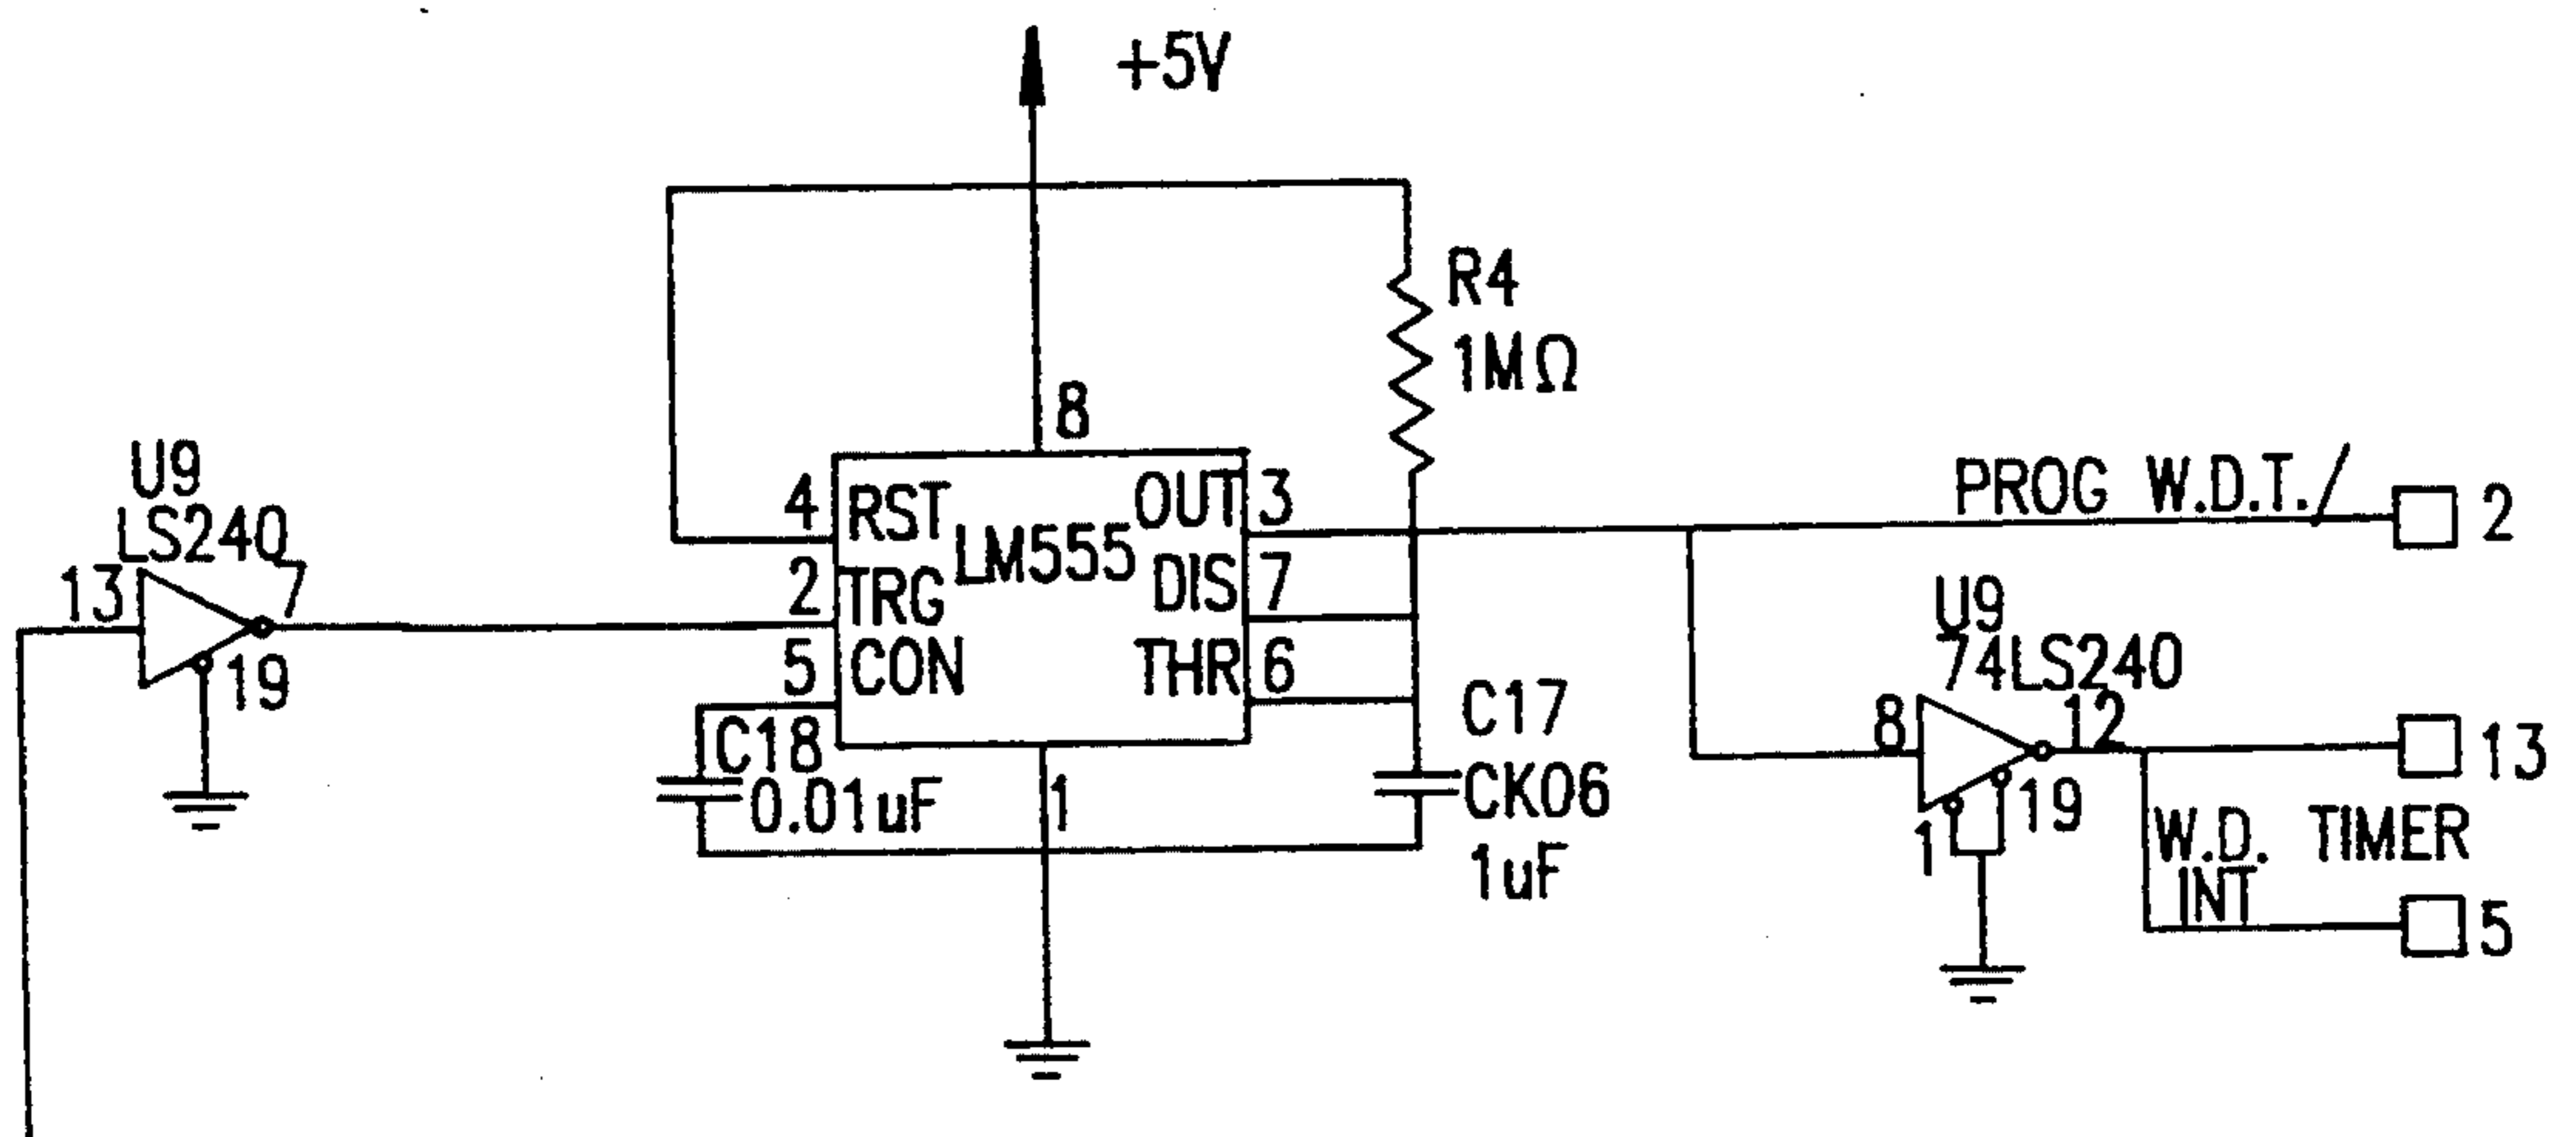 +5V
R4
1MΩ
8
U9
LS240
13
7
19
4
RST
OUT
3
LM555
2
TRG
DIS
7
5
CON
THR
6
C18
0.01uF
1
C17
CK06
1uF
PROG W.D.T./
2
U9
74LS240
8
12
1
19
13
W.D. TIMER
INT
5